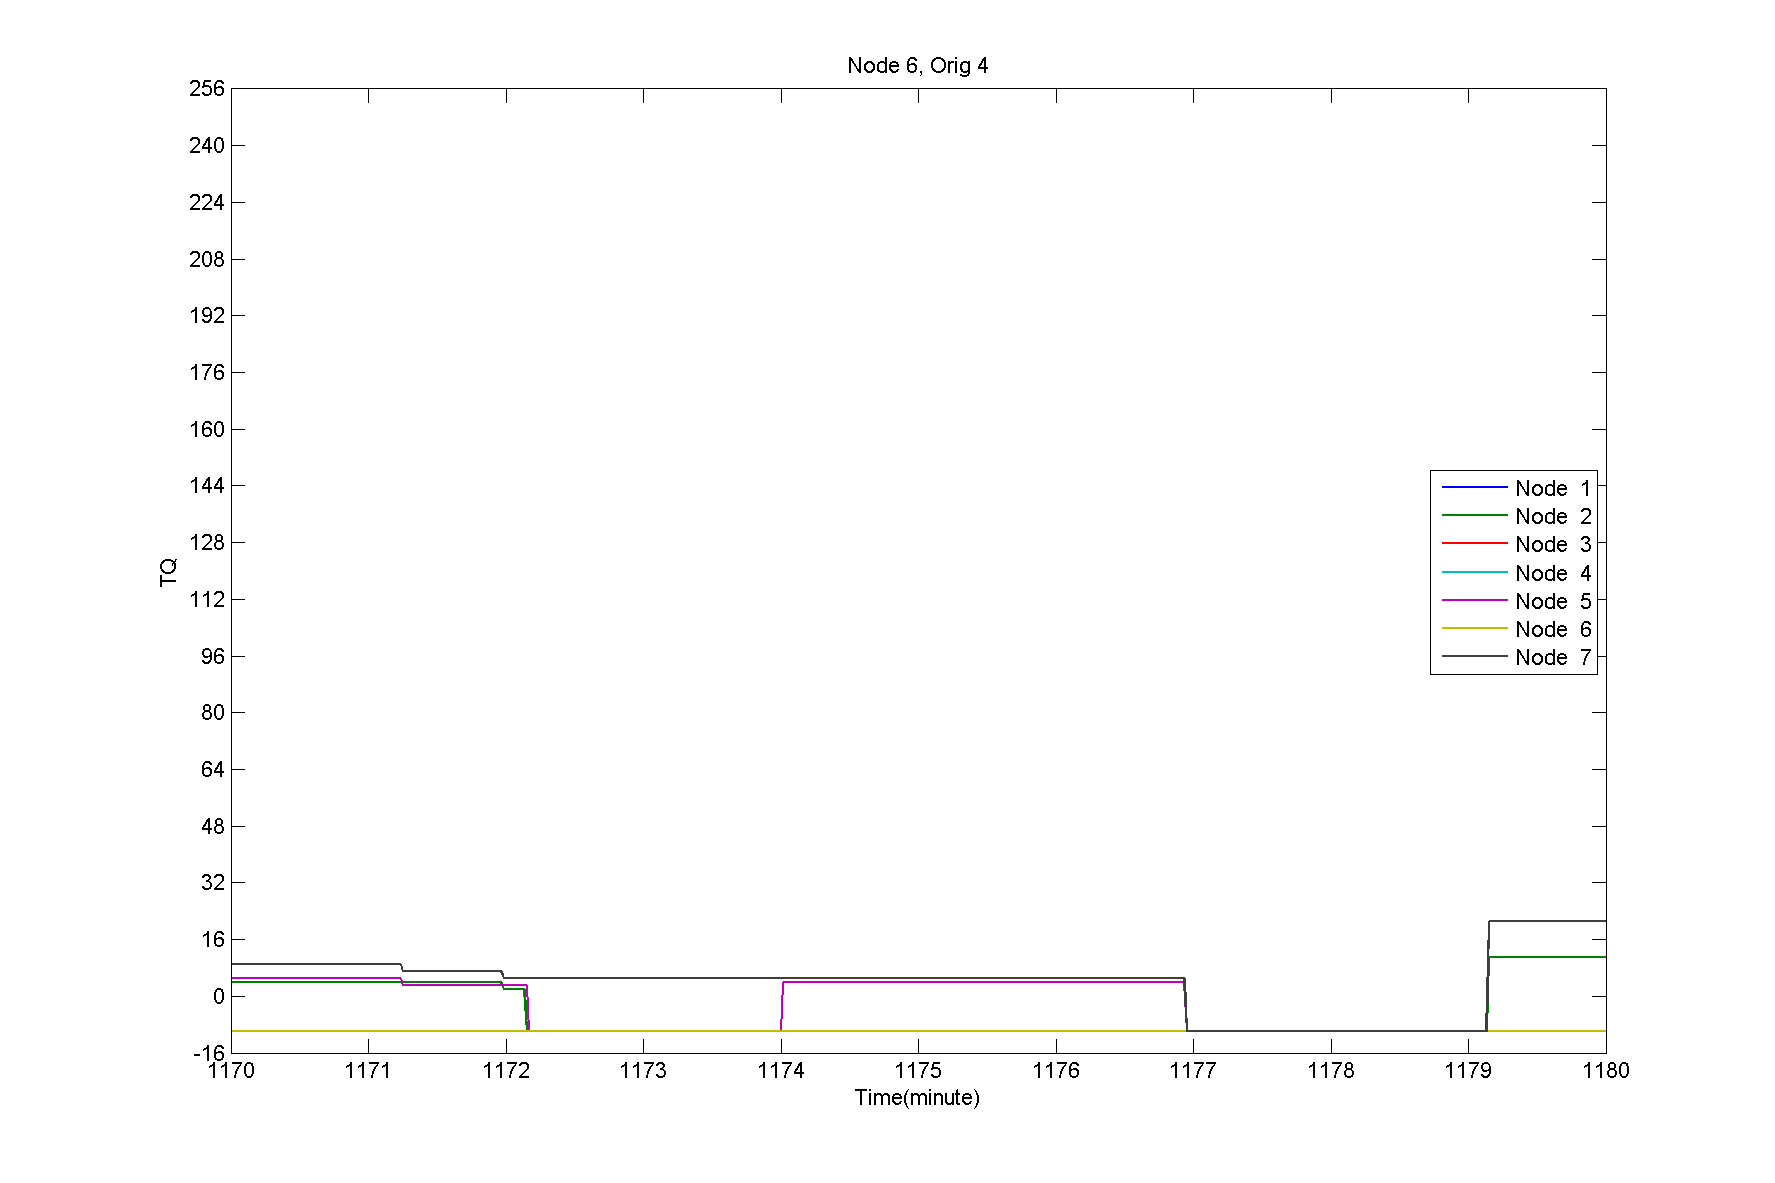 Node 6, Orig 4
256
240
224
208
192
176
160
144
128
112
96
80
64
48
32
16
0
-16
TQ
Node 1
Node 2
Node 3
Node 4
Node 5
Node 6
Node 7
1170 1171 1172 1173 1174 1175 1176 1177 1178 1179 1180
Time(minute)